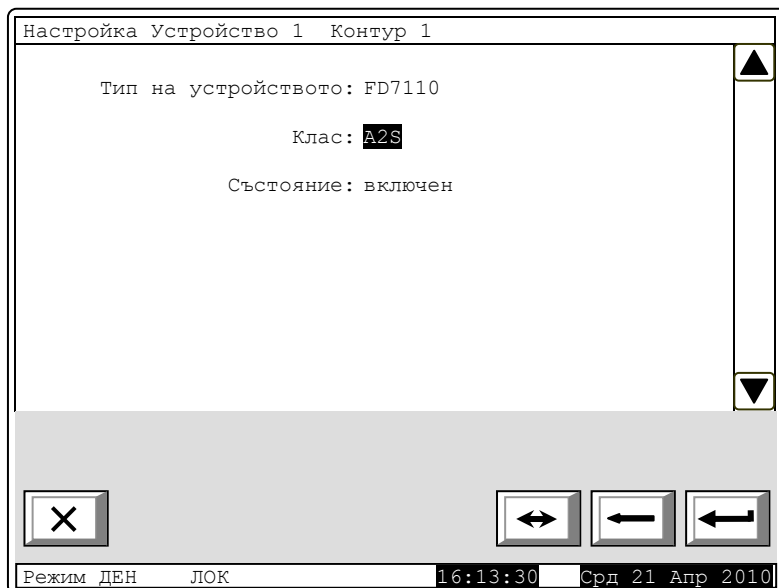 Настройка Устройство 1 Контур 1
Тип на устройството: FD7110
Клас: A2S
Състояние: включен
Режим ДЕН ЛОК 16:13:30 Срд 21 Апр 2010